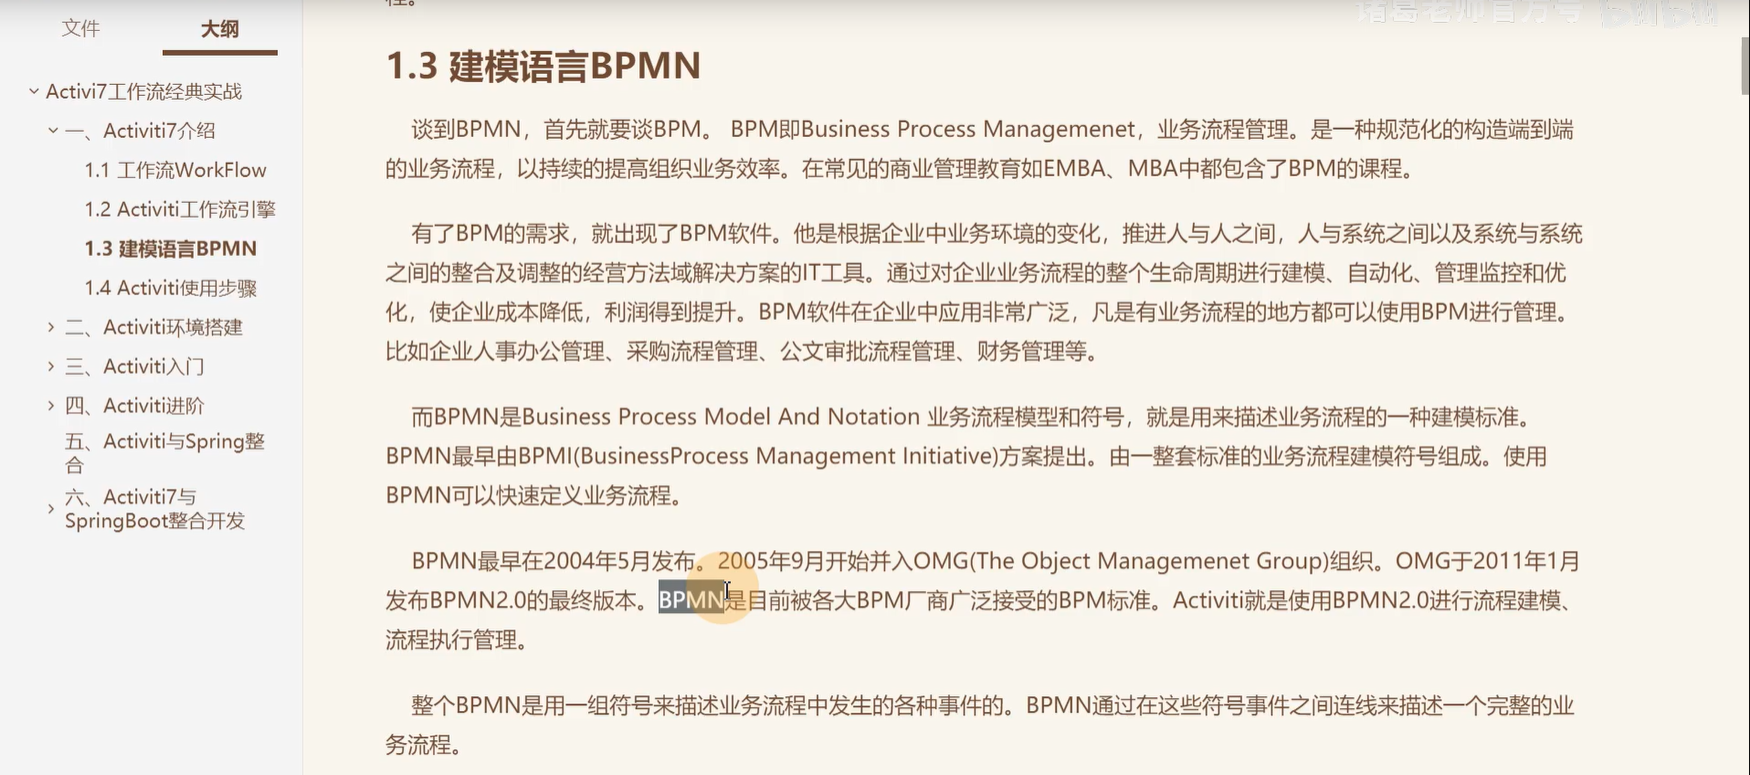 文件
大纲
Activi7工作流经典实战
一、Activiti7介绍
1.1 工作流WorkFlow
1.2 Activiti工作流引擎
1.3 建模语言BPMN
1.4 Activiti使用步骤
二、Activiti环境搭建
三、Activiti入门
四、Activiti进阶
五、Activiti与Spring整
合
六、Activiti7与
SpringBoot整合开发
程。
诸葛老师官方号 bilibili
1.3 建模语言BPMN
谈到BPMN，首先就要谈BPM。 BPM即Business Process Managemenet，业务流程管理。是一种规范化的构造端到端
的业务流程，以持续的提高组织业务效率。在常见的商业管理教育如EMBA、MBA中都包含了BPM的课程。
有了BPM的需求，就出现了BPM软件。他是根据企业中业务环境的变化，推进人与人之间，人与系统之间以及系统与系统
之间的整合及调整的经营方法域解决方案的IT工具。通过对企业业务流程的整个生命周期进行建模、自动化、管理监控和优
化，使企业成本降低，利润得到提升。BPM软件在企业中应用非常广泛，凡是有业务流程的地方都可以使用BPM进行管理。
比如企业人事办公管理、采购流程管理、公文审批流程管理、财务管理等。
而BPMN是Business Process Model And Notation 业务流程模型和符号，就是用来描述业务流程的一种建模标准。
BPMN最早由BPMI(BusinessProcess Management Initiative)方案提出。由一整套标准的业务流程建模符号组成。使用
BPMN可以快速定义业务流程。
BPMN最早在2004年5月发布。2005年9月开始并入OMG(The Object Managemenet Group)组织。OMG于2011年1月
发布BPMN2.0的最终版本。BPMN是目前被各大BPM厂商广泛接受的BPM标准。Activiti就是使用BPMN2.0进行流程建模、
流程执行管理。
整个BPMN是用一组符号来描述业务流程中发生的各种事件的。BPMN通过在这些符号事件之间连线来描述一个完整的业
务流程。